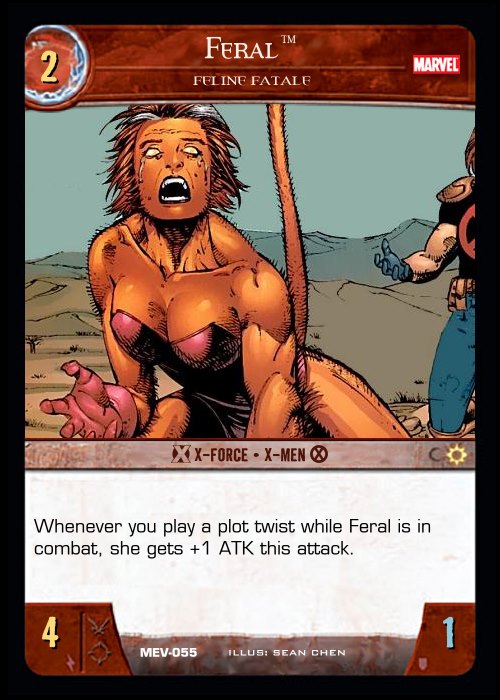 2
Feral™
MARVEL
FELINE FATALE
X-FORCE • X-MEN
Whenever you play a plot twist while Feral is in
combat, she gets +1 ATK this attack.
4
1
MEV-055 ILLUS: SEAN CHEN